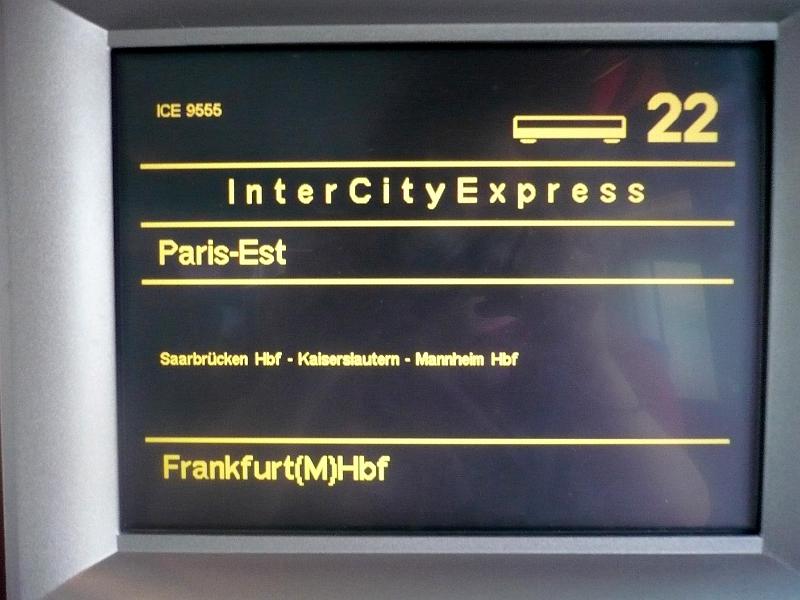 ICE 9555
22
InterCityExpress
Paris-Est
Saarbrücken Hbf - Kaiserslautern - Mannheim Hbf
Frankfurt(M)Hbf